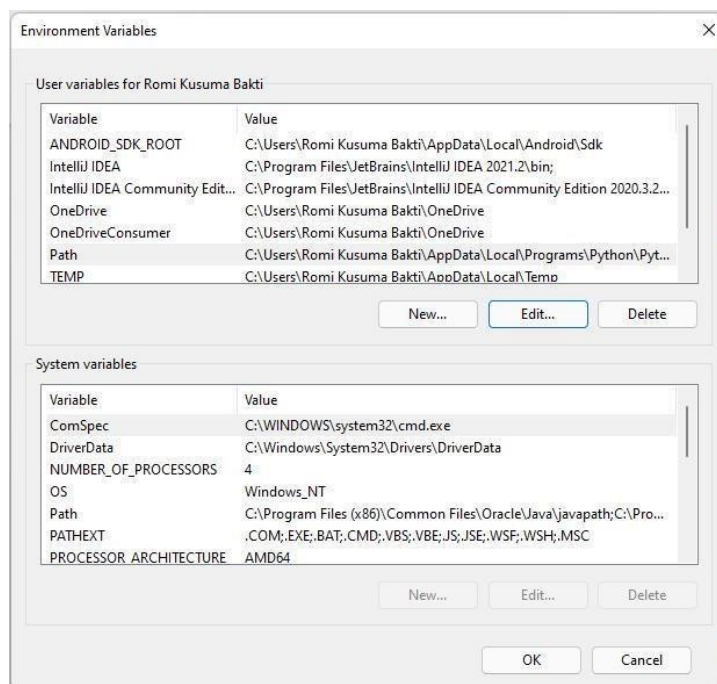 Environment Variables
User variables for Romi Kusuma Bakti
Variable Value
ANDROID_SDK_ROOT C:\Users\Romi Kusuma Bakti\AppData\Local\Android\Sdk
IntelliJ IDEA C:\Program Files\JetBrains\IntelliJ IDEA 2021.2\bin;
IntelliJ IDEA Community Edit... C:\Program Files\JetBrains\IntelliJ IDEA Community Edition 2020.3.2...
OneDrive C:\Users\Romi Kusuma Bakti\OneDrive
OneDriveConsumer C:\Users\Romi Kusuma Bakti\OneDrive
Path C:\Users\Romi Kusuma Bakti\AppData\Local\Programs\Python\Pyt...
TEMP C:\Users\Romi Kusuma Bakti\AppData\Local\Temp
New... Edit... Delete
System variables
Variable Value
ComSpec C:\WINDOWS\system32\cmd.exe
DriverData C:\Windows\System32\Drivers\DriverData
NUMBER_OF_PROCESSORS 4
OS Windows_NT
Path C:\Program Files (x86)\Common Files\Oracle\Java\javapath;C:\Pro...
PATHEXT .COM;.EXE;.BAT;.CMD;.VBS;.VBE;.JS;.JSE;.WSF;.WSH;.MSC
PROCESSOR_ARCHITECTURE AMD64
New... Edit... Delete
OK Cancel